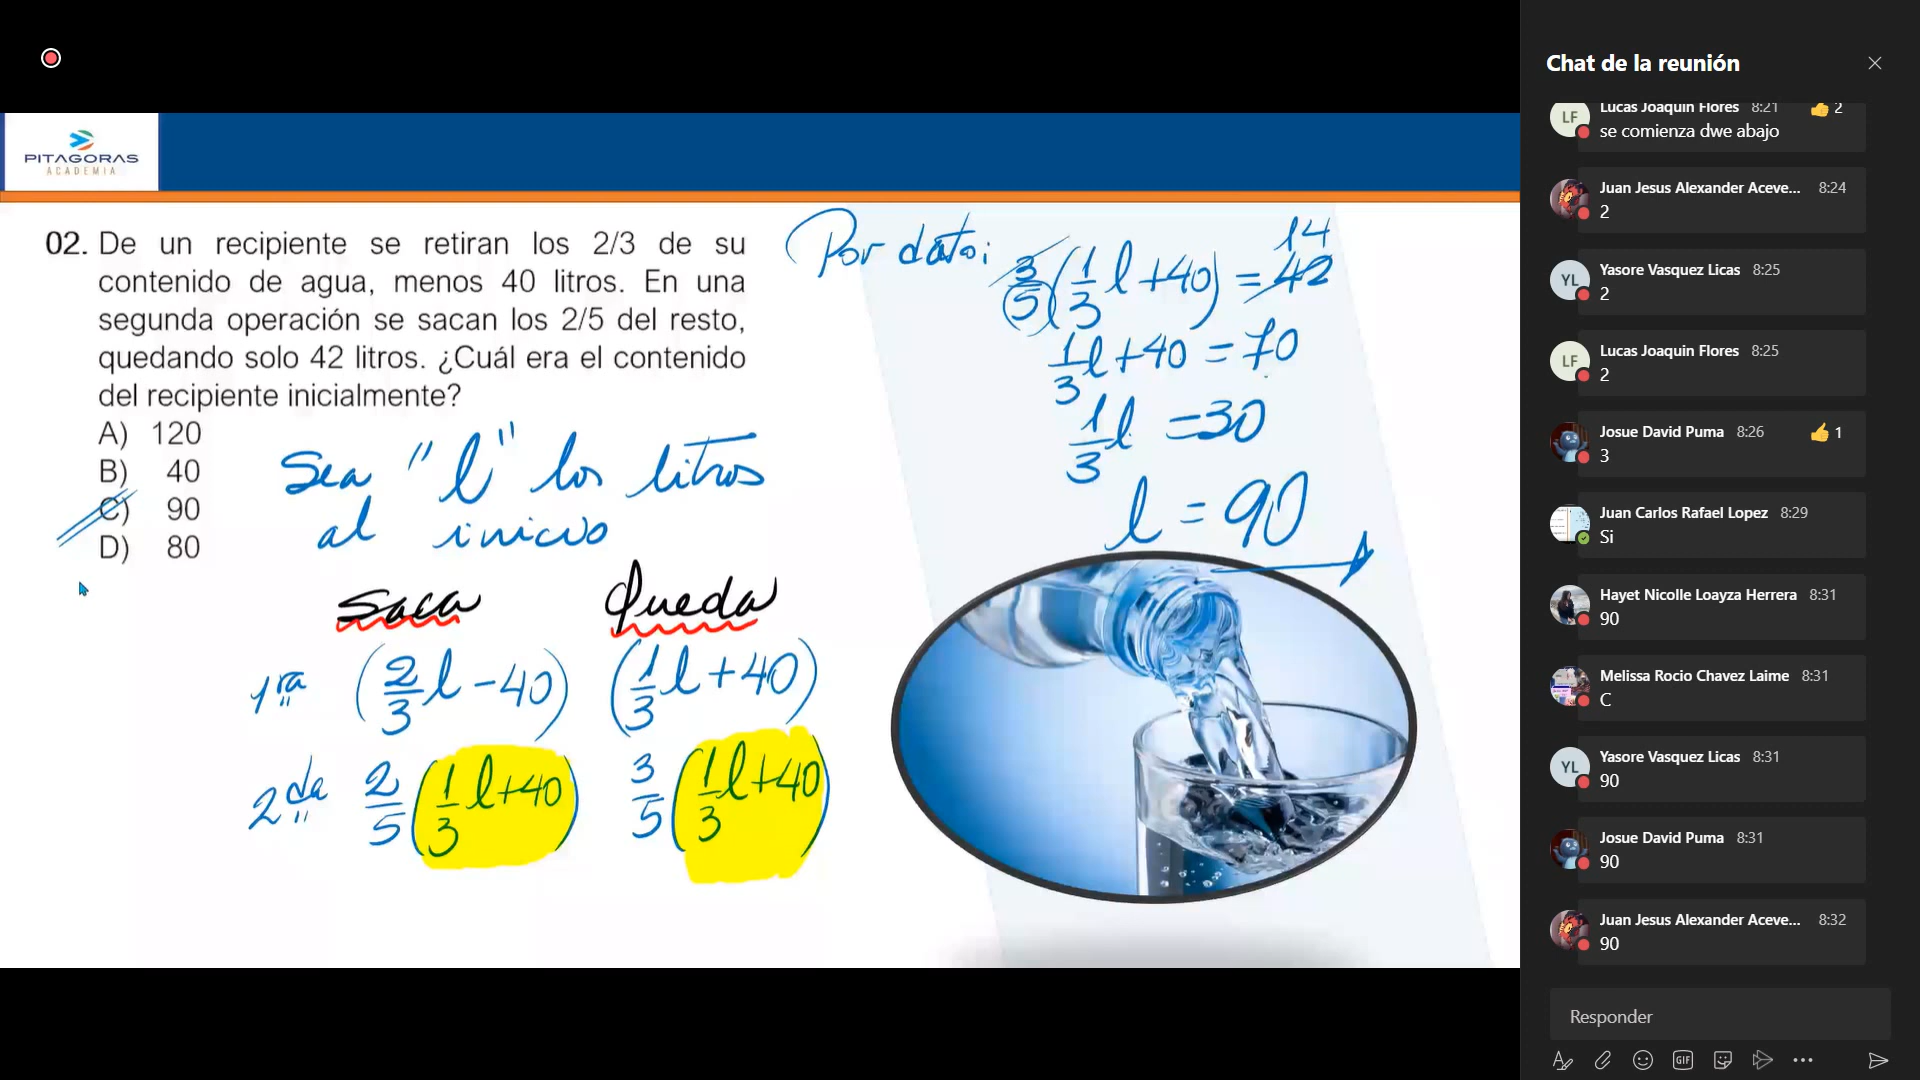 PITAGORAS
ACADEMIA
02. De un recipiente se retiran los 2/3 de su
contenido de agua, menos 40 litros. En una
segunda operación se sacan los 2/5 del resto,
quedando solo 42 litros. ¿Cuál era el contenido
del recipiente inicialmente?
A) 120
B) 40
C) 90
D) 80
Sea "l" los litros
al inicio
Saca Queda
1ra (2/3 l - 40) (1/3 l + 40)
2da 2/5 (1/3 l + 40) 3/5 (1/3 l + 40)
Por dato:
14
3/5 (1/3 l + 40) = 42
1/3 l + 40 = 70
1/3 l = 30
l = 90
Chat de la reunión
LF Lucas Joaquin Flores 8:21 👍 2
se comienza dwe abajo
Juan Jesus Alexander Aceve... 8:24
2
YL Yasore Vasquez Licas 8:25
2
LF Lucas Joaquin Flores 8:25
2
Josue David Puma 8:26 👍 1
3
Juan Carlos Rafael Lopez 8:29
Si
Hayet Nicolle Loayza Herrera 8:31
90
Melissa Rocio Chavez Laime 8:31
C
YL Yasore Vasquez Licas 8:31
90
Josue David Puma 8:31
90
Juan Jesus Alexander Aceve... 8:32
90
Responder
GIF